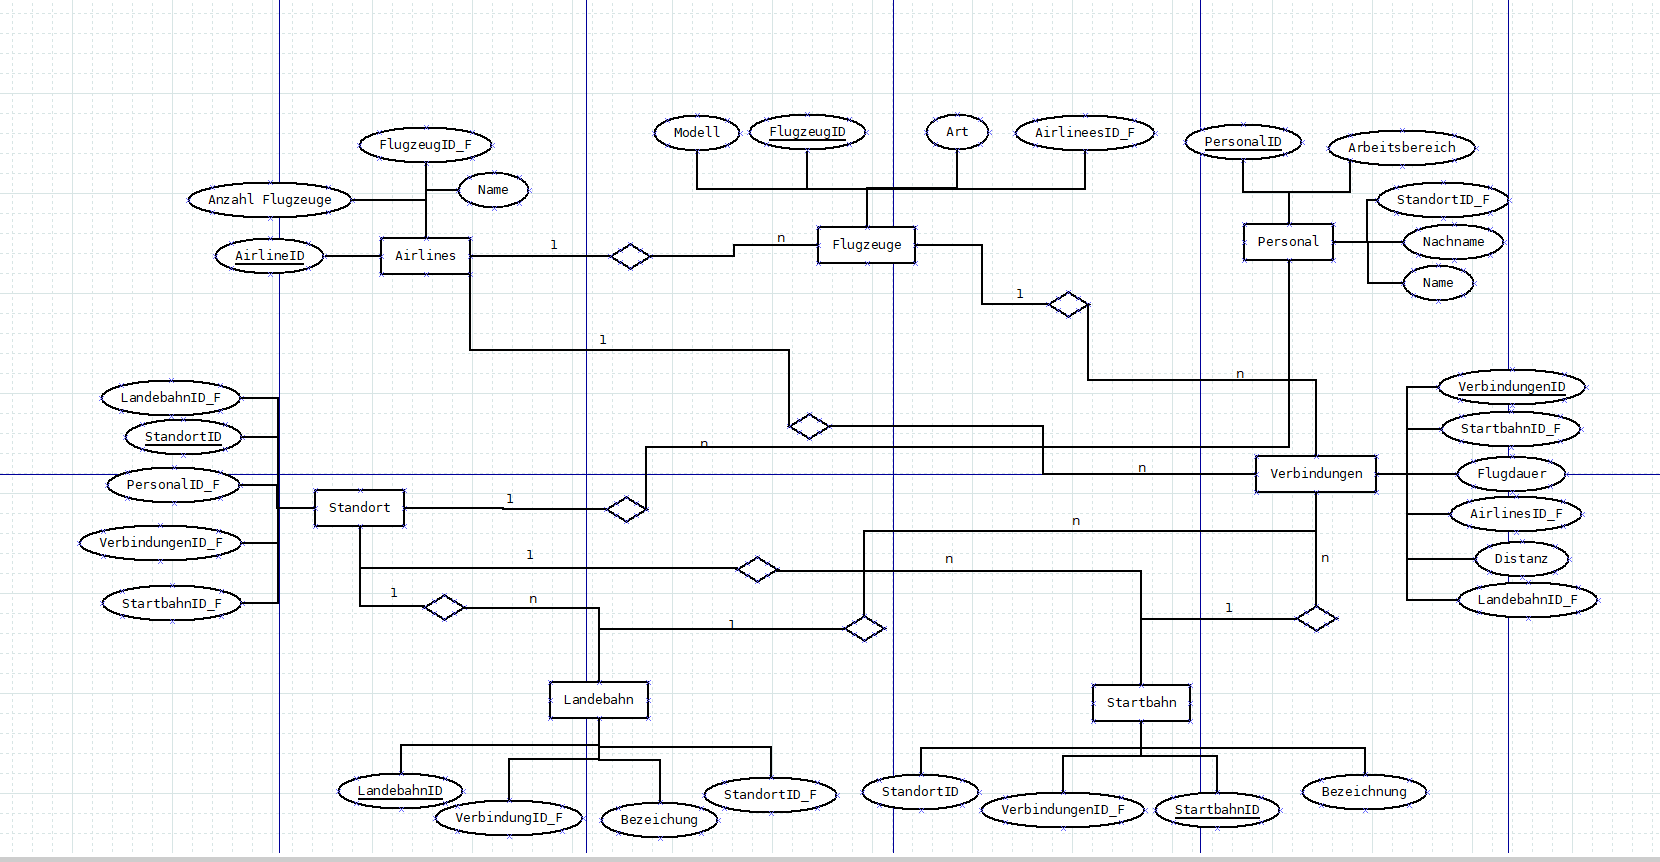 Modell
FlugzeugID
Art
AirlineesID_F
PersonalID
Arbeitsbereich
FlugzeugID_F
Name
Anzahl Flugzeuge
StandortID_F
AirlineID
Airlines
1
n
Flugzeuge
Personal
Nachname
Name
1
1
n
LandebahnID_F
VerbindungenID
StandortID
StartbahnID_F
n
n
PersonalID_F
Verbindungen
Flugdauer
Standort
1
AirlinesID_F
n
VerbindungenID_F
1
n
n
Distanz
StartbahnID_F
1
n
1
1
LandebahnID_F
Landebahn
Startbahn
LandebahnID
VerbindungID_F
Bezeichung
StandortID_F
StandortID
VerbindungenID_F
StartbahnID
Bezeichnung